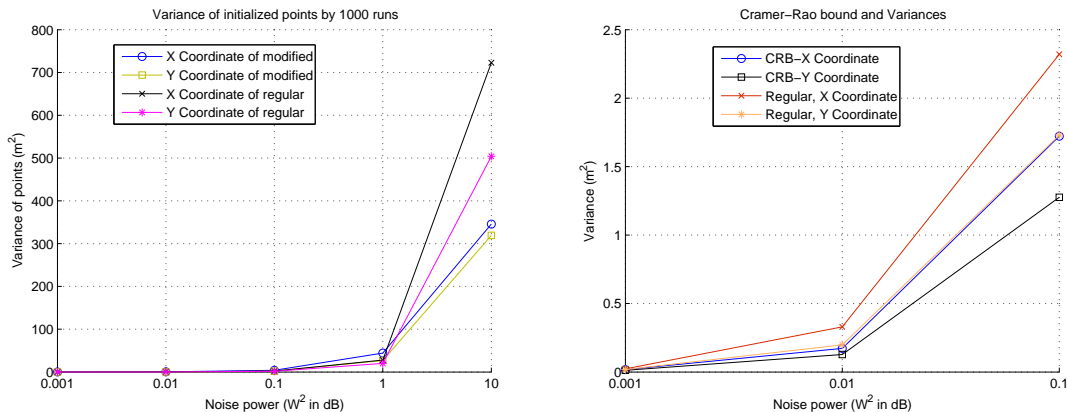 Variance of initialized points by 1000 runs
800
700
600
500
400
300
200
100
0
Variance of points (m²)
X Coordinate of modified
Y Coordinate of modified
X Coordinate of regular
Y Coordinate of regular
0.001 0.01 0.1 1 10
Noise power (W² in dB)
Cramer−Rao bound and Variances
2.5
2
1.5
1
0.5
0
Variance (m²)
CRB−X Coordinate
CRB−Y Coordinate
Regular, X Coordinate
Regular, Y Coordinate
0.001 0.01 0.1
Noise power (W² in dB)